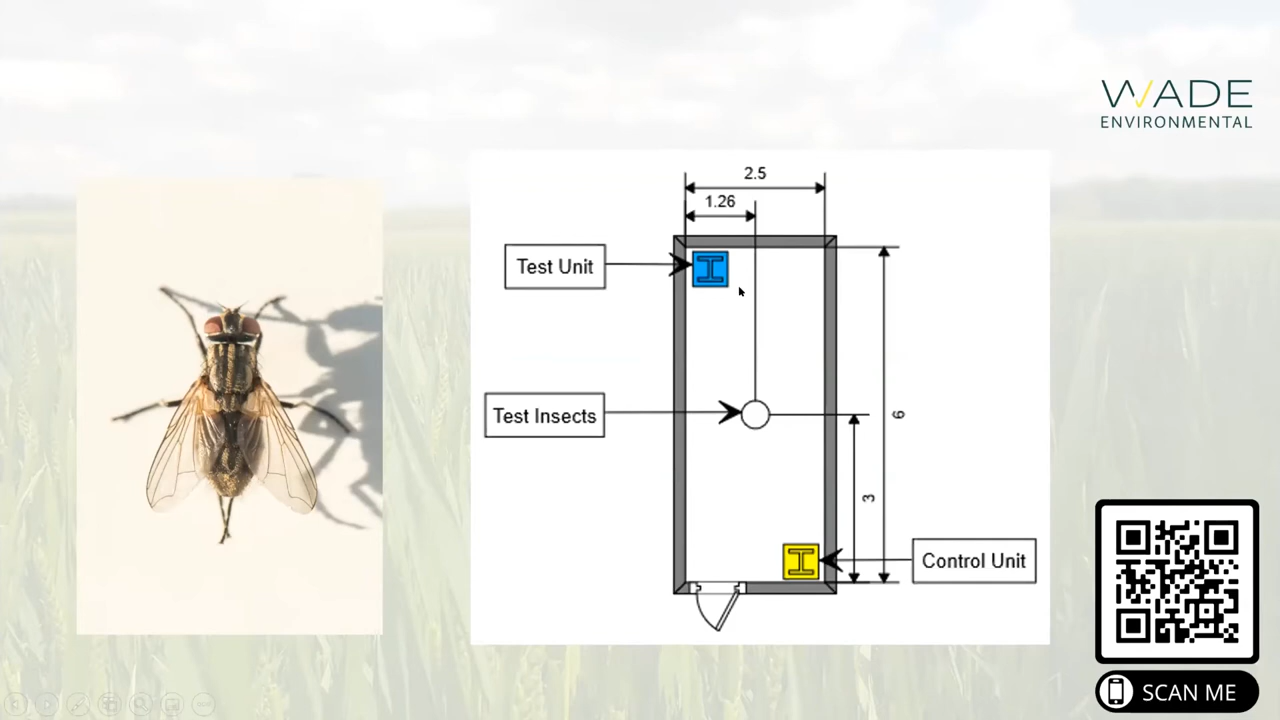 WADE
ENVIRONMENTAL
2.5
1.26
Test Unit
Test Insects
6
3
Control Unit
SCAN ME